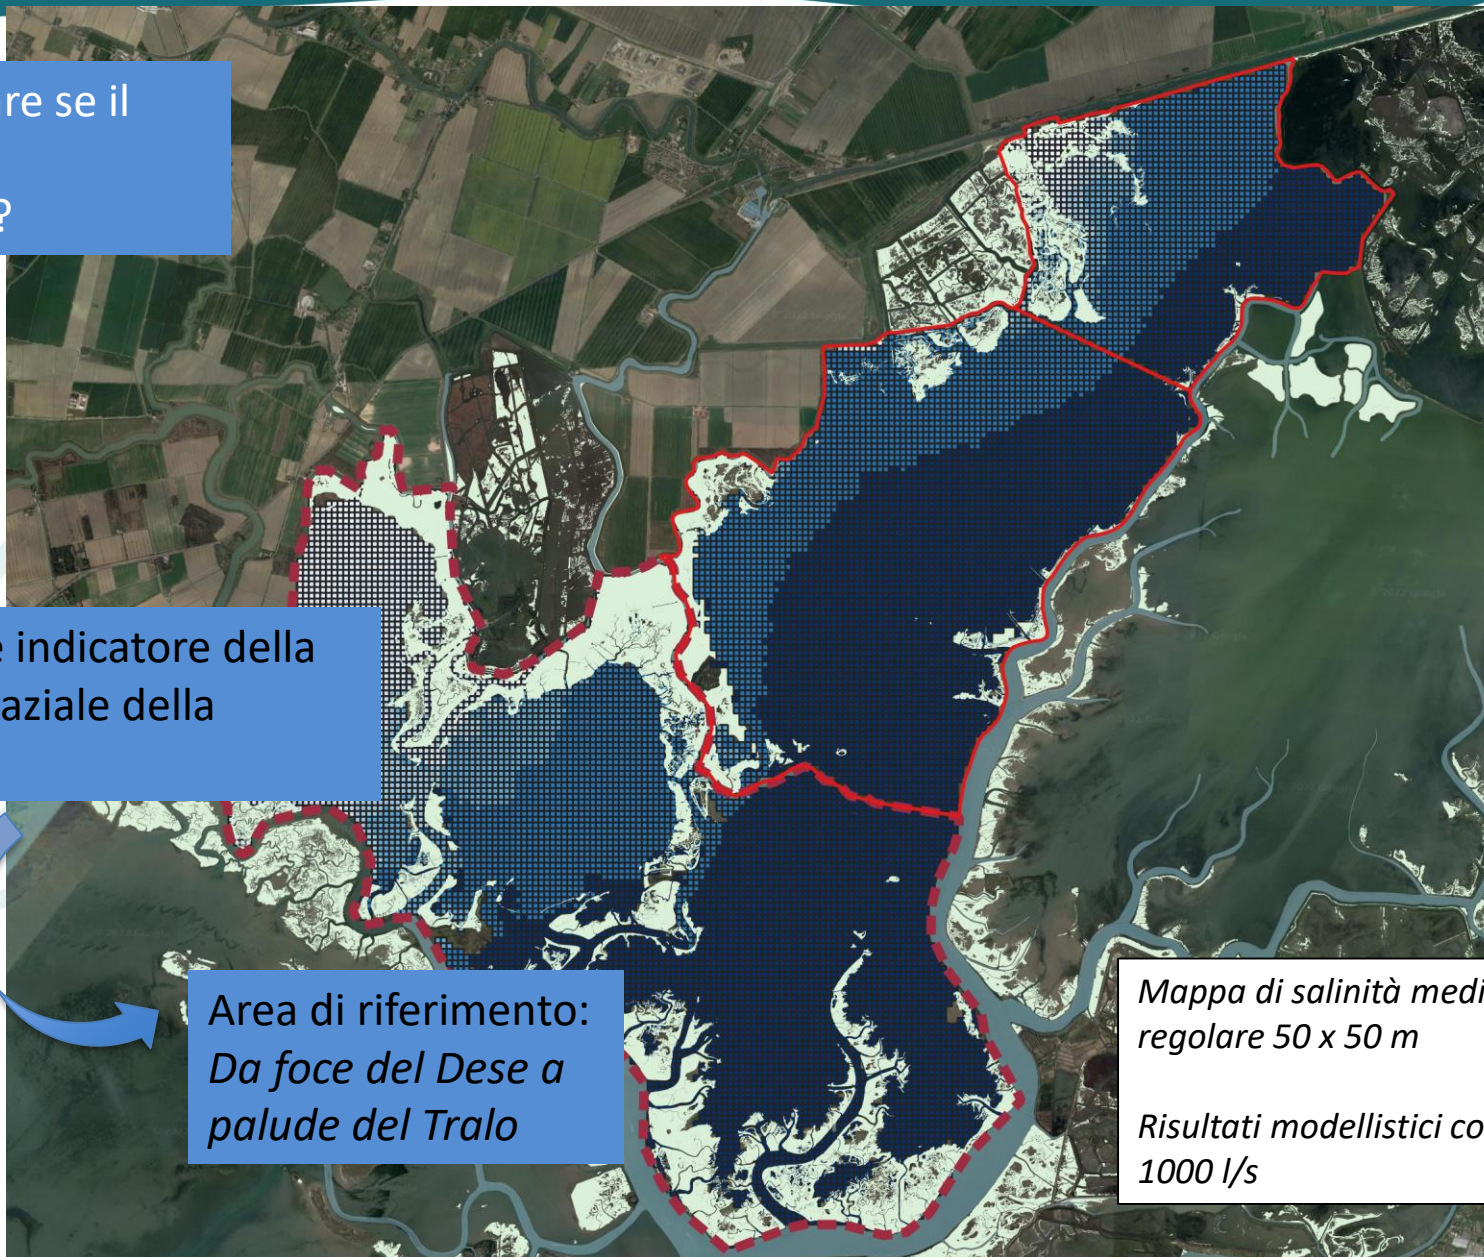 re se il
?
indicatore della
aziale della
Area di riferimento:
Da foce del Dese a
palude del Tralo
Mappa di salinità medi
regolare 50 x 50 m
Risultati modellistici co
1000 l/s